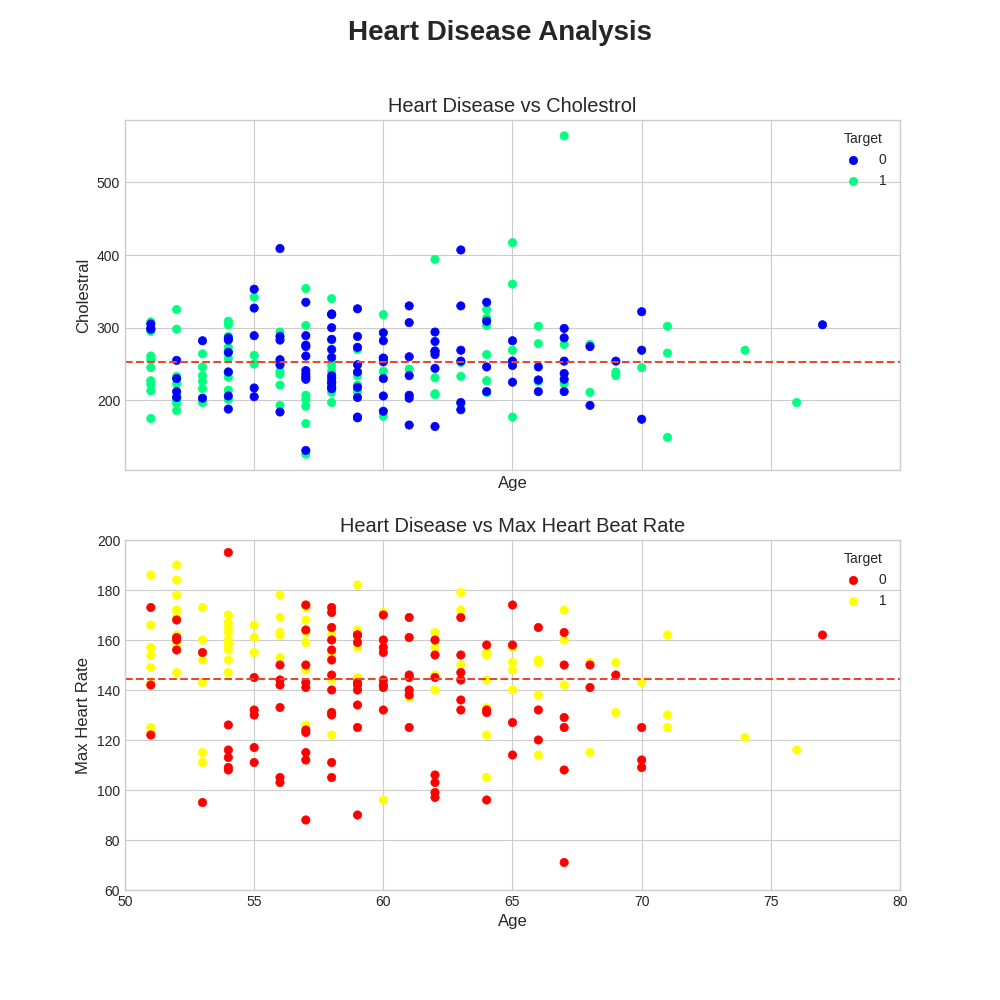 Heart Disease Analysis
Heart Disease vs Cholestrol
Target
0
1
500
400
300
200
Cholestral
Age
Heart Disease vs Max Heart Beat Rate
Target
0
1
200
180
160
140
120
100
80
60
Max Heart Rate
50 55 60 65 70 75 80
Age